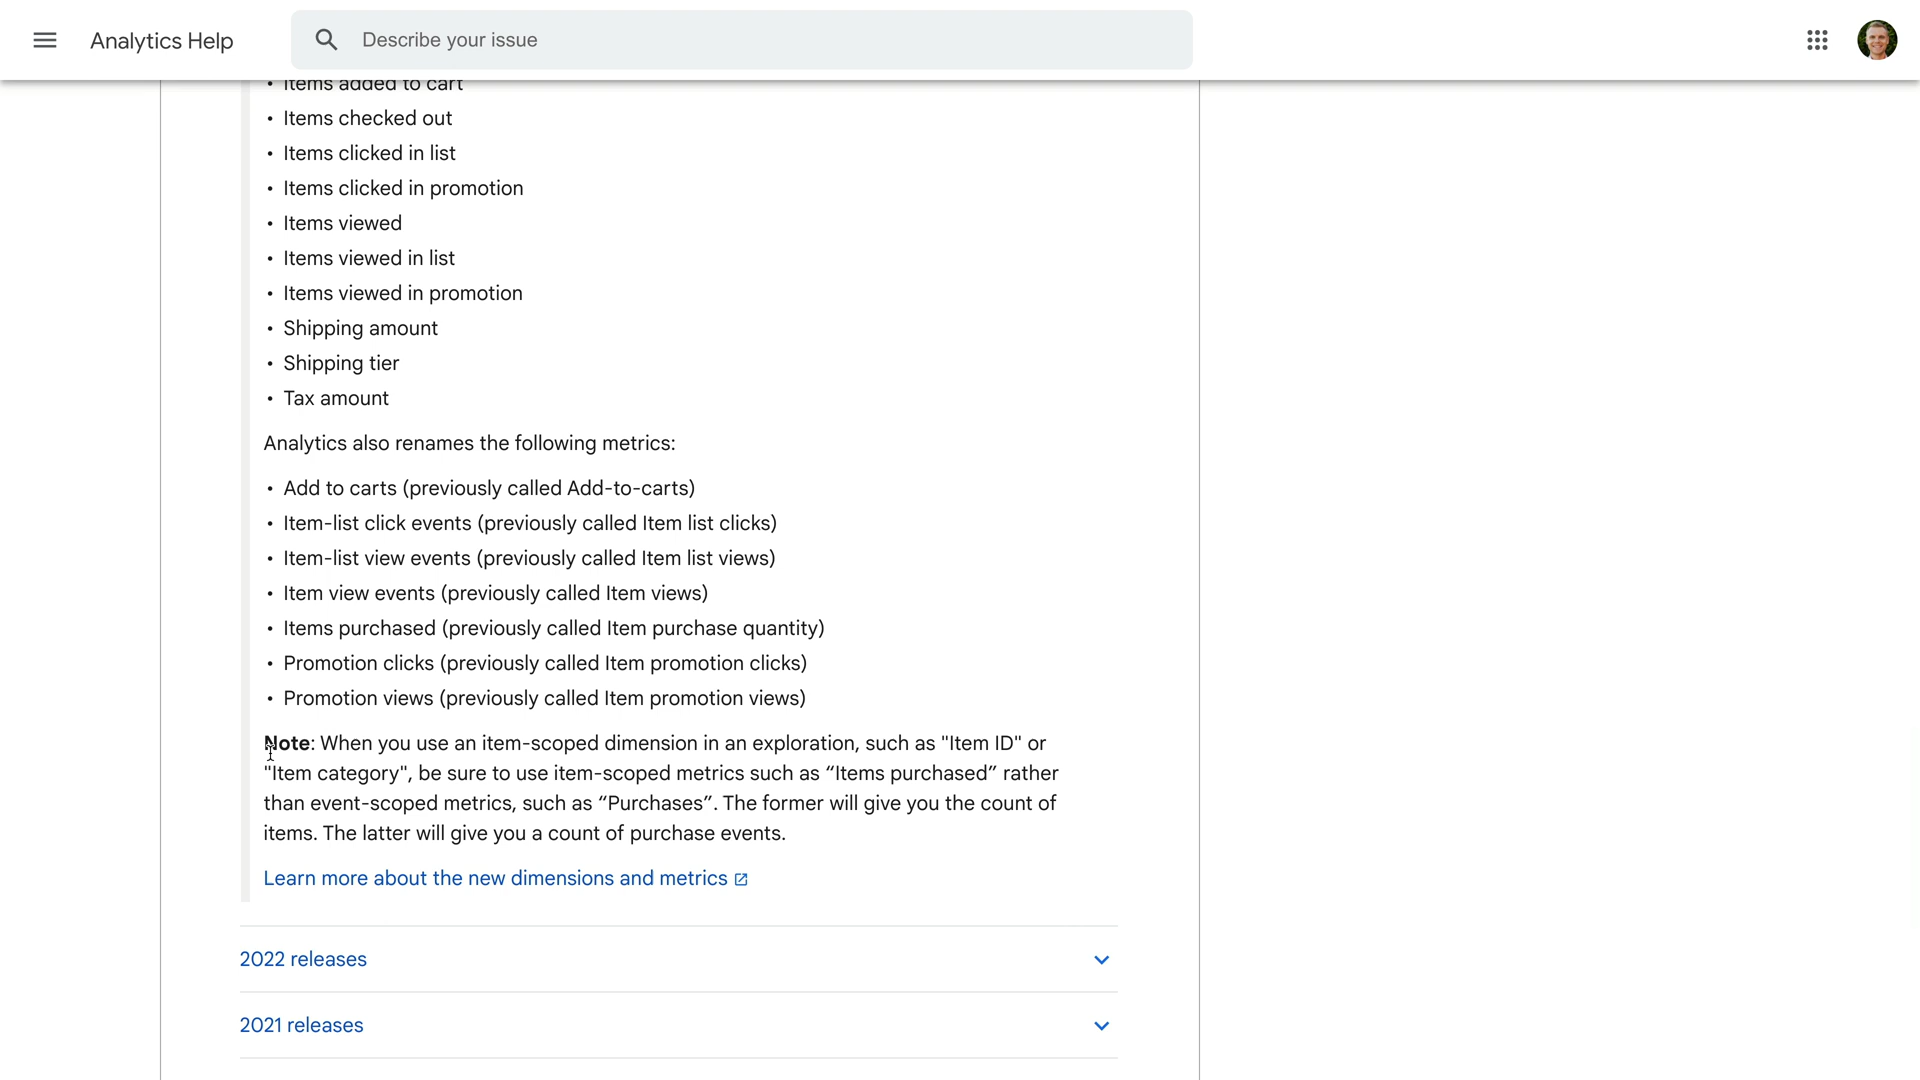 Analytics Help
Describe your issue
• Items added to cart
• Items checked out
• Items clicked in list
• Items clicked in promotion
• Items viewed
• Items viewed in list
• Items viewed in promotion
• Shipping amount
• Shipping tier
• Tax amount
Analytics also renames the following metrics:
• Add to carts (previously called Add-to-carts)
• Item-list click events (previously called Item list clicks)
• Item-list view events (previously called Item list views)
• Item view events (previously called Item views)
• Items purchased (previously called Item purchase quantity)
• Promotion clicks (previously called Item promotion clicks)
• Promotion views (previously called Item promotion views)
Note: When you use an item-scoped dimension in an exploration, such as "Item ID" or
"Item category", be sure to use item-scoped metrics such as “Items purchased” rather
than event-scoped metrics, such as “Purchases”. The former will give you the count of
items. The latter will give you a count of purchase events.
Learn more about the new dimensions and metrics
2022 releases
2021 releases